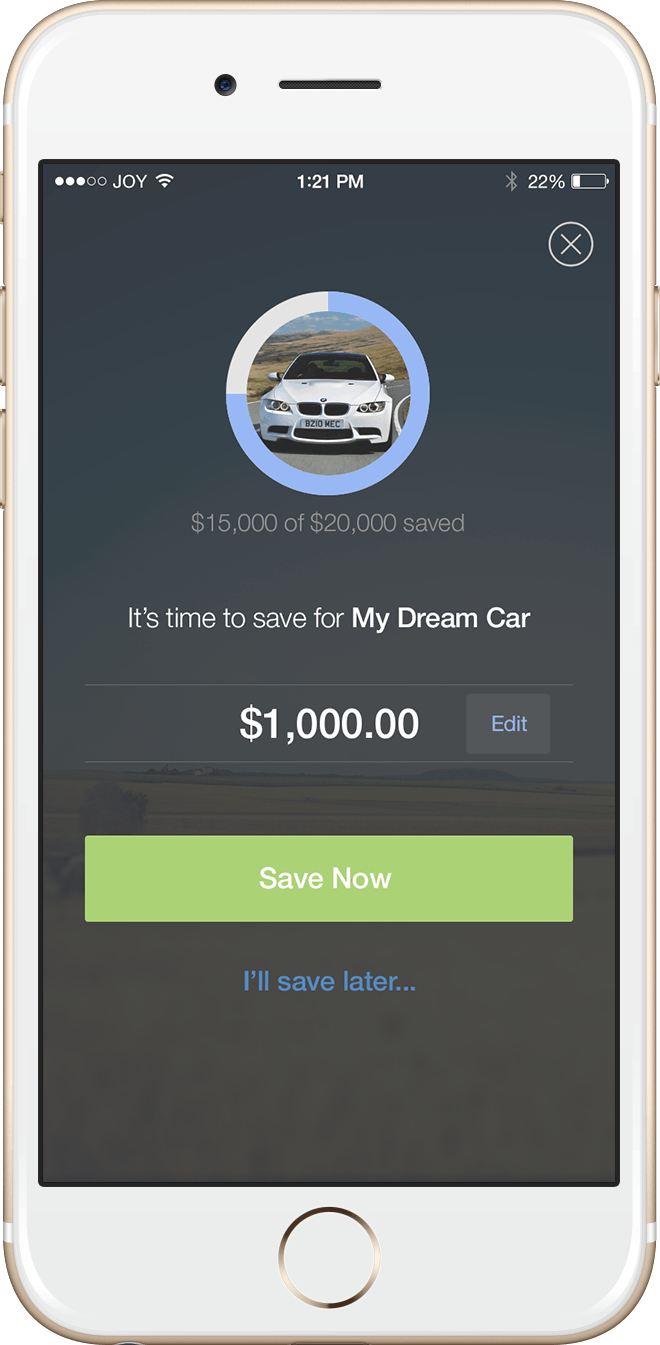 JOY 1:21 PM 22%
BZ10 MEC
$15,000 of $20,000 saved
It’s time to save for My Dream Car
$1,000.00 Edit
Save Now
I’ll save later...